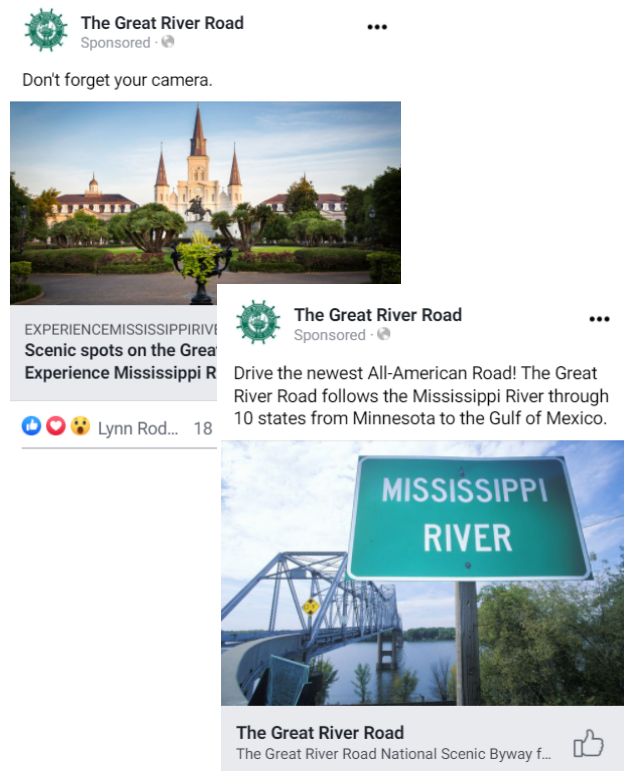 The Great River Road
Sponsored ·
Don't forget your camera.
EXPERIENCEMISSISSIPPIRIVE
Scenic spots on the Grea
Experience Mississippi R
Lynn Rod... 18
The Great River Road
Sponsored ·
Drive the newest All-American Road! The Great
River Road follows the Mississippi River through
10 states from Minnesota to the Gulf of Mexico.
MISSISSIPPI
RIVER
The Great River Road
The Great River Road National Scenic Byway f...